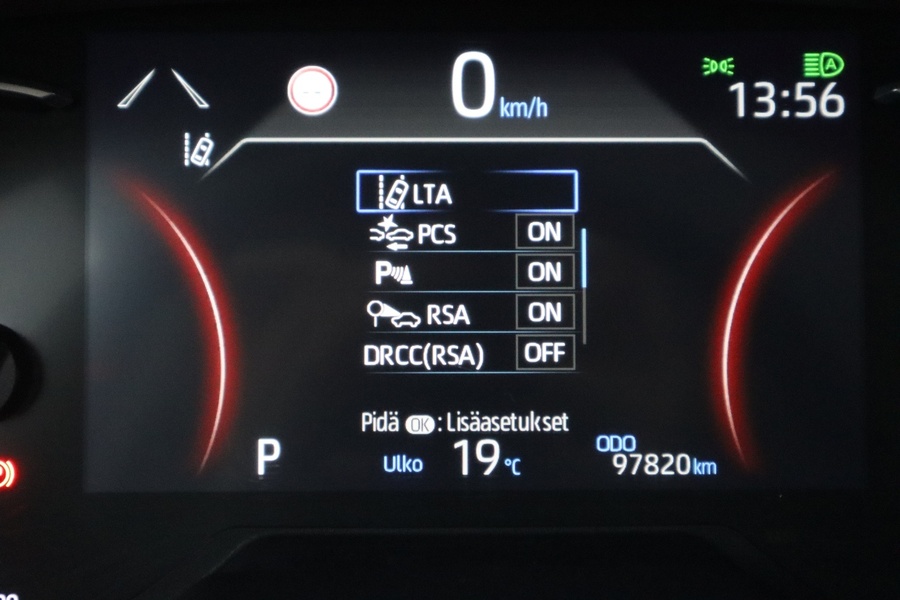 0 km/h
A
13:56
LTA
PCS ON
P ON
RSA ON
DRCC(RSA) OFF
Pidä OK : Lisäasetukset
P
Ulko 19 °C
ODO
97820 km